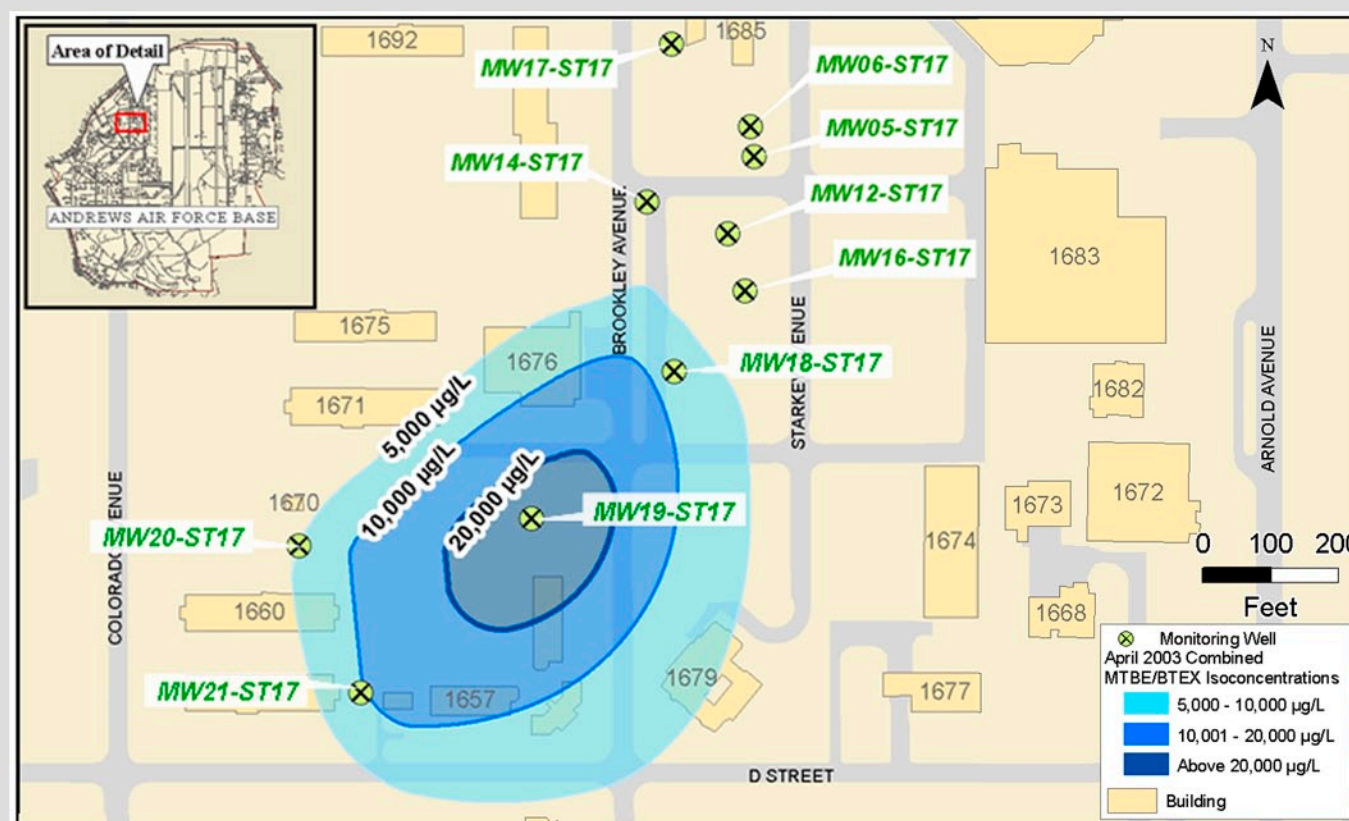 Area of Detail
ANDREWS AIR FORCE BASE
1692
1685
N
MW17-ST17
MW06-ST17
MW05-ST17
MW14-ST17
MW12-ST17
MW16-ST17
BROOKLEY AVENUE
1683
1675
1676
MW18-ST17
1682
1671
5,000 µg/L
10,000 µg/L
20,000 µg/L
STARKEY AVENUE
ARNOLD AVENUE
COLORADO AVENUE
1670
MW20-ST17
MW19-ST17
1673
1672
1674
0 100 200
Feet
1660
1668
MW21-ST17
1657
1679
1677
D STREET
Monitoring Well
April 2003 Combined
MTBE/BTEX Isoconcentrations
5,000 - 10,000 µg/L
10,001 - 20,000 µg/L
Above 20,000 µg/L
Building